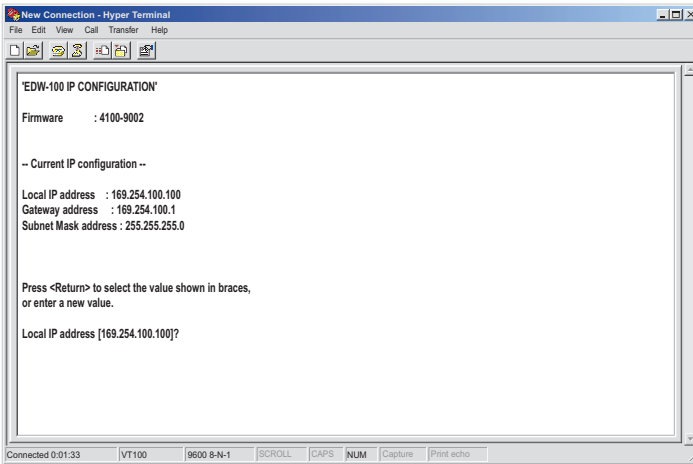 New Connection - Hyper Terminal
File Edit View Call Transfer Help
'EDW-100 IP CONFIGURATION'
Firmware : 4100-9002
-- Current IP configuration --
Local IP address : 169.254.100.100
Gateway address : 169.254.100.1
Subnet Mask address : 255.255.255.0
Press <Return> to select the value shown in braces,
or enter a new value.
Local IP address [169.254.100.100]?
Connected 0:01:33 VT100 9600 8-N-1 SCROLL CAPS NUM Capture Print echo